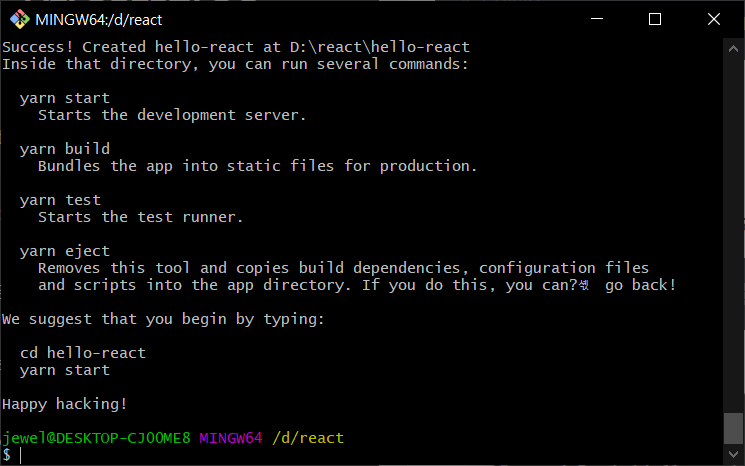 MINGW64:/d/react
Success! Created hello-react at D:\react\hello-react
Inside that directory, you can run several commands:
yarn start
Starts the development server.
yarn build
Bundles the app into static files for production.
yarn test
Starts the test runner.
yarn eject
Removes this tool and copies build dependencies, configuration files
and scripts into the app directory. If you do this, you can?셳 go back!
We suggest that you begin by typing:
cd hello-react
yarn start
Happy hacking!
jewel@DESKTOP-CJOOME8 MINGW64 /d/react
$